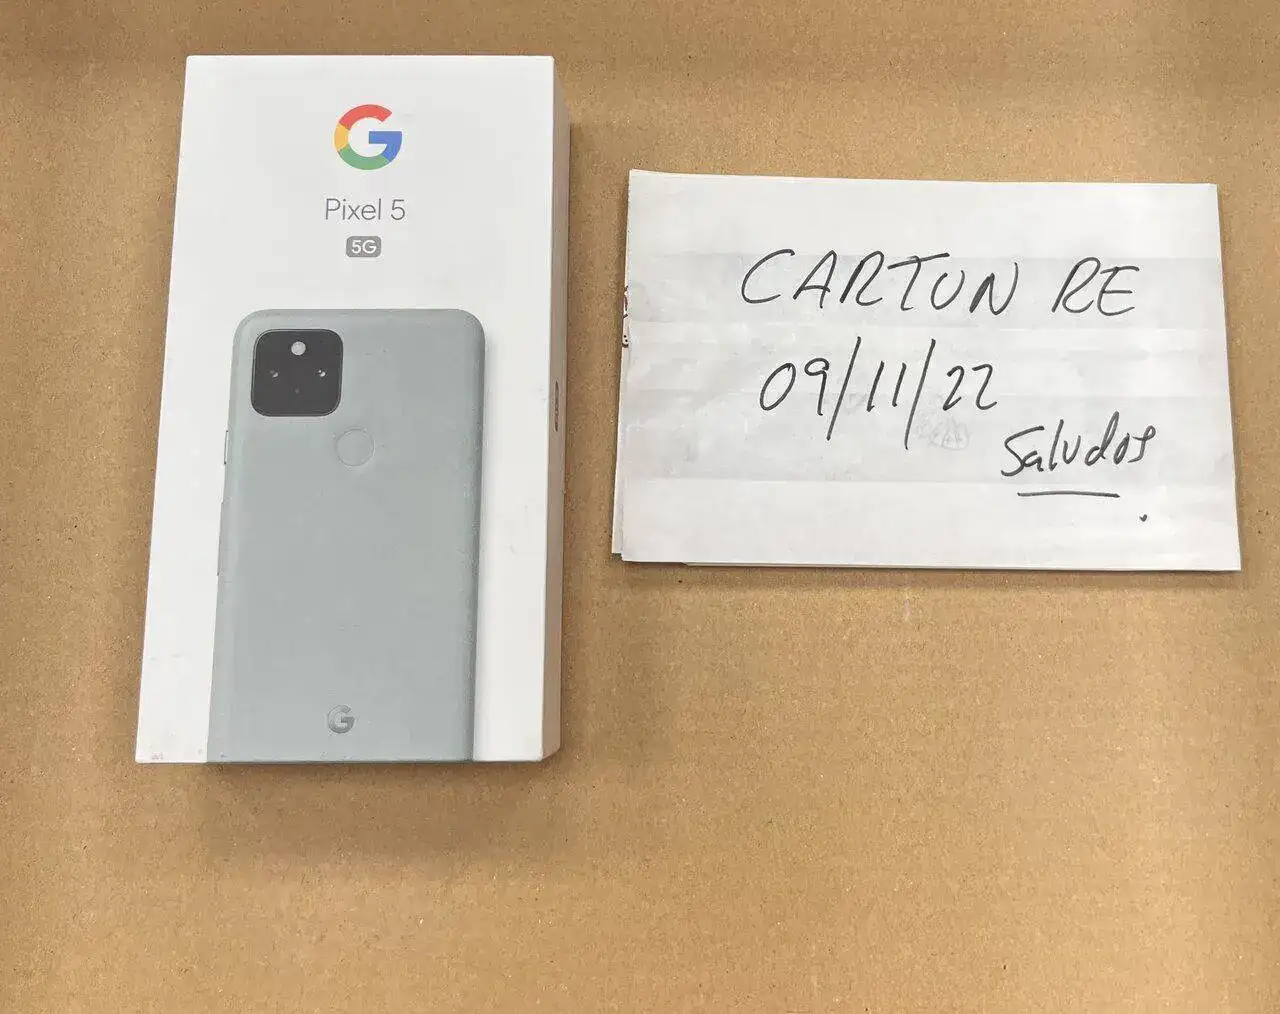 Pixel 5
5G
CARTUN RE
09/11/22
Saludos